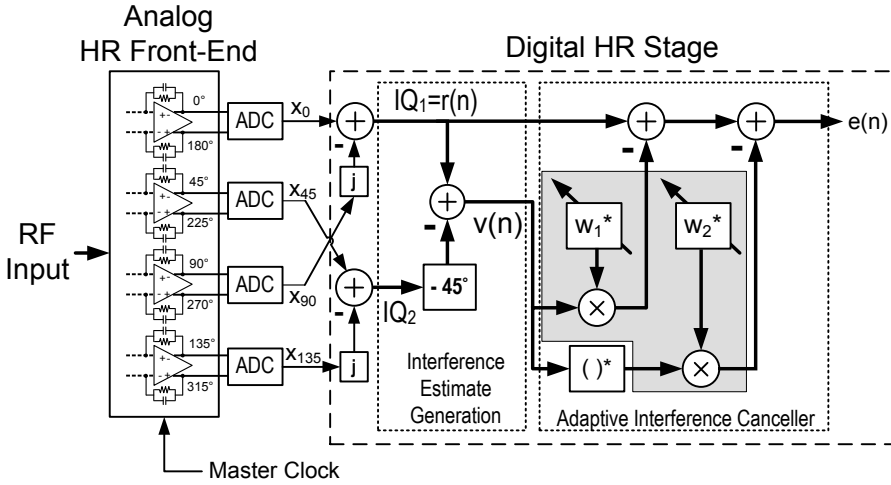 Analog
HR Front-End
Digital HR Stage
0°
+-
-+
180°
ADC
x0
+
-
j
IQ1=r(n)
+
-
+
-
e(n)
45°
+-
-+
225°
ADC
x45
+
-
v(n)
w1*
w2*
RF
Input
90°
+-
-+
270°
ADC
x90
+
-
IQ2
- 45°
×
135°
+-
-+
315°
ADC
x135
j
( )*
×
Interference
Estimate
Generation
Adaptive Interference Canceller
Master Clock